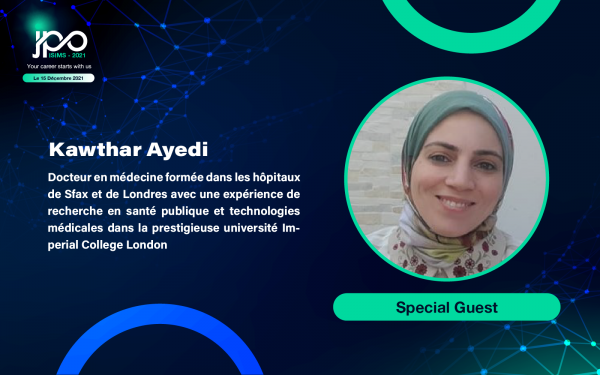 jpo
ISIMS - 2021
Your career starts with us
Le 15 Décembre 2021
Kawthar Ayedi
Docteur en médecine formée dans les hôpitaux
de Sfax et de Londres avec une expérience de
recherche en santé publique et technologies
médicales dans la prestigieuse université Im-
perial College London
Special Guest